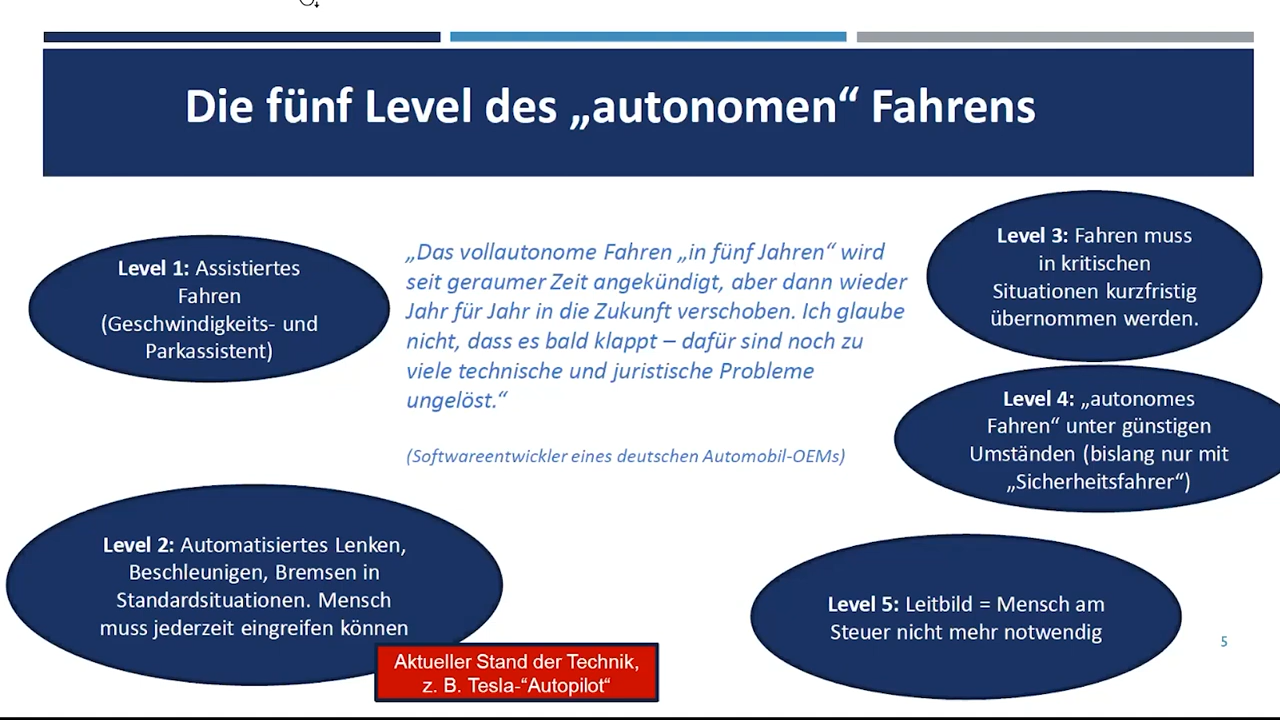 Die fünf Level des „autonomen“ Fahrens
Level 1: Assistiertes
Fahren
(Geschwindigkeits- und
Parkassistent)
„Das vollautonome Fahren „in fünf Jahren“ wird
seit geraumer Zeit angekündigt, aber dann wieder
Jahr für Jahr in die Zukunft verschoben. Ich glaube
nicht, dass es bald klappt – dafür sind noch zu
viele technische und juristische Probleme
ungelöst.“
(Softwareentwickler eines deutschen Automobil-OEMs)
Level 3: Fahren muss
in kritischen
Situationen kurzfristig
übernommen werden.
Level 4: „autonomes
Fahren“ unter günstigen
Umständen (bislang nur mit
„Sicherheitsfahrer“)
Level 2: Automatisiertes Lenken,
Beschleunigen, Bremsen in
Standardsituationen. Mensch
muss jederzeit eingreifen können
Aktueller Stand der Technik,
z. B. Tesla-“Autopilot“
Level 5: Leitbild = Mensch am
Steuer nicht mehr notwendig
5